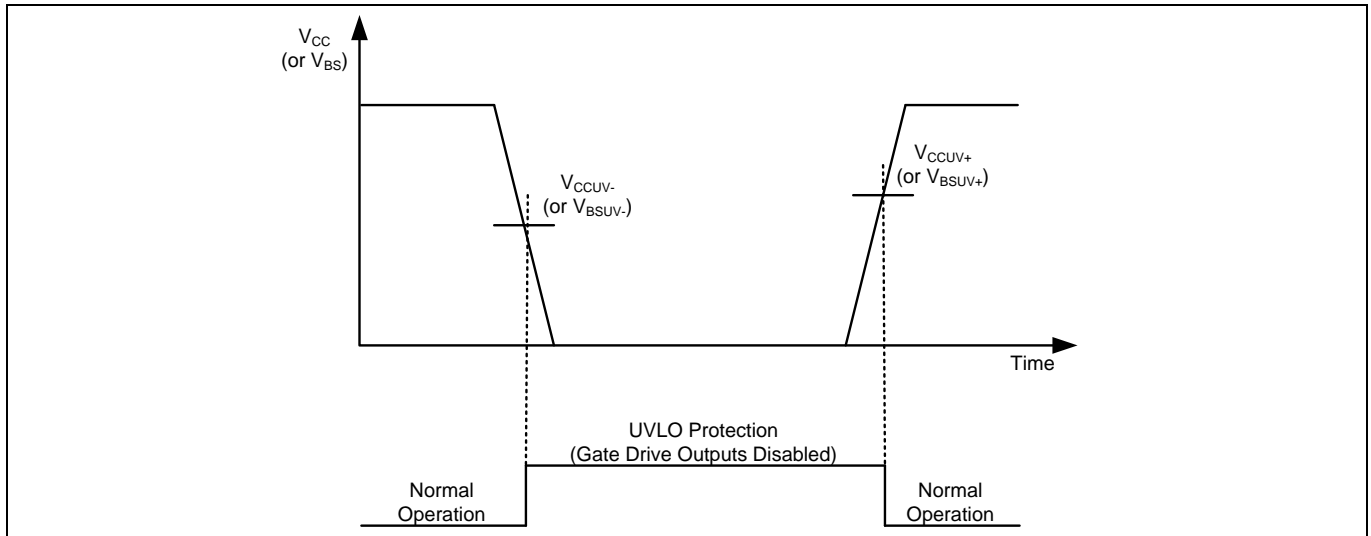 V_CC
(or V_BS)
V_CCUV-
(or V_BSUV-)
V_CCUV+
(or V_BSUV+)
Time
UVLO Protection
(Gate Drive Outputs Disabled)
Normal
Operation
Normal
Operation